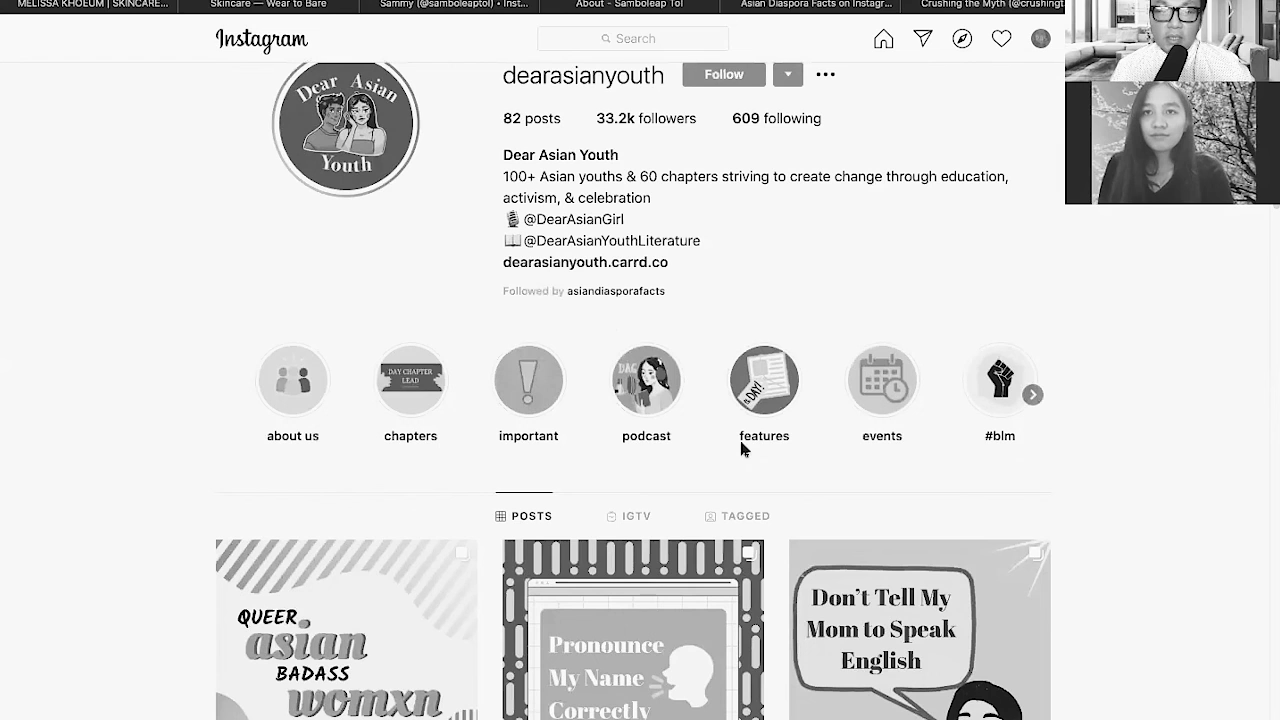 MELISSA KHOEUM | SKINCARE...
Skincare — Wear to Bare
Sammy (@samboleaptol) • Inst...
About - Samboleap Tol
Asian Diaspora Facts on Instagr...
Crushing the Myth (@crushingt
Instagram
Search
dearasianyouth
Follow
82 posts
33.2k followers
609 following
Dear Asian Youth
Dear Asian Youth
100+ Asian youths & 60 chapters striving to create change through education,
activism, & celebration
@DearAsianGirl
@DearAsianYouthLiterature
dearasianyouth.carrd.co
Followed by asiandiasporafacts
DAY CHAPTER
LEAD
DAG
DAY!
about us
chapters
important
podcast
features
events
#blm
POSTS
IGTV
TAGGED
QUEER
asian
BADASS
womxn
Pronounce
My Name
Correctly
Don't Tell My
Mom to Speak
English